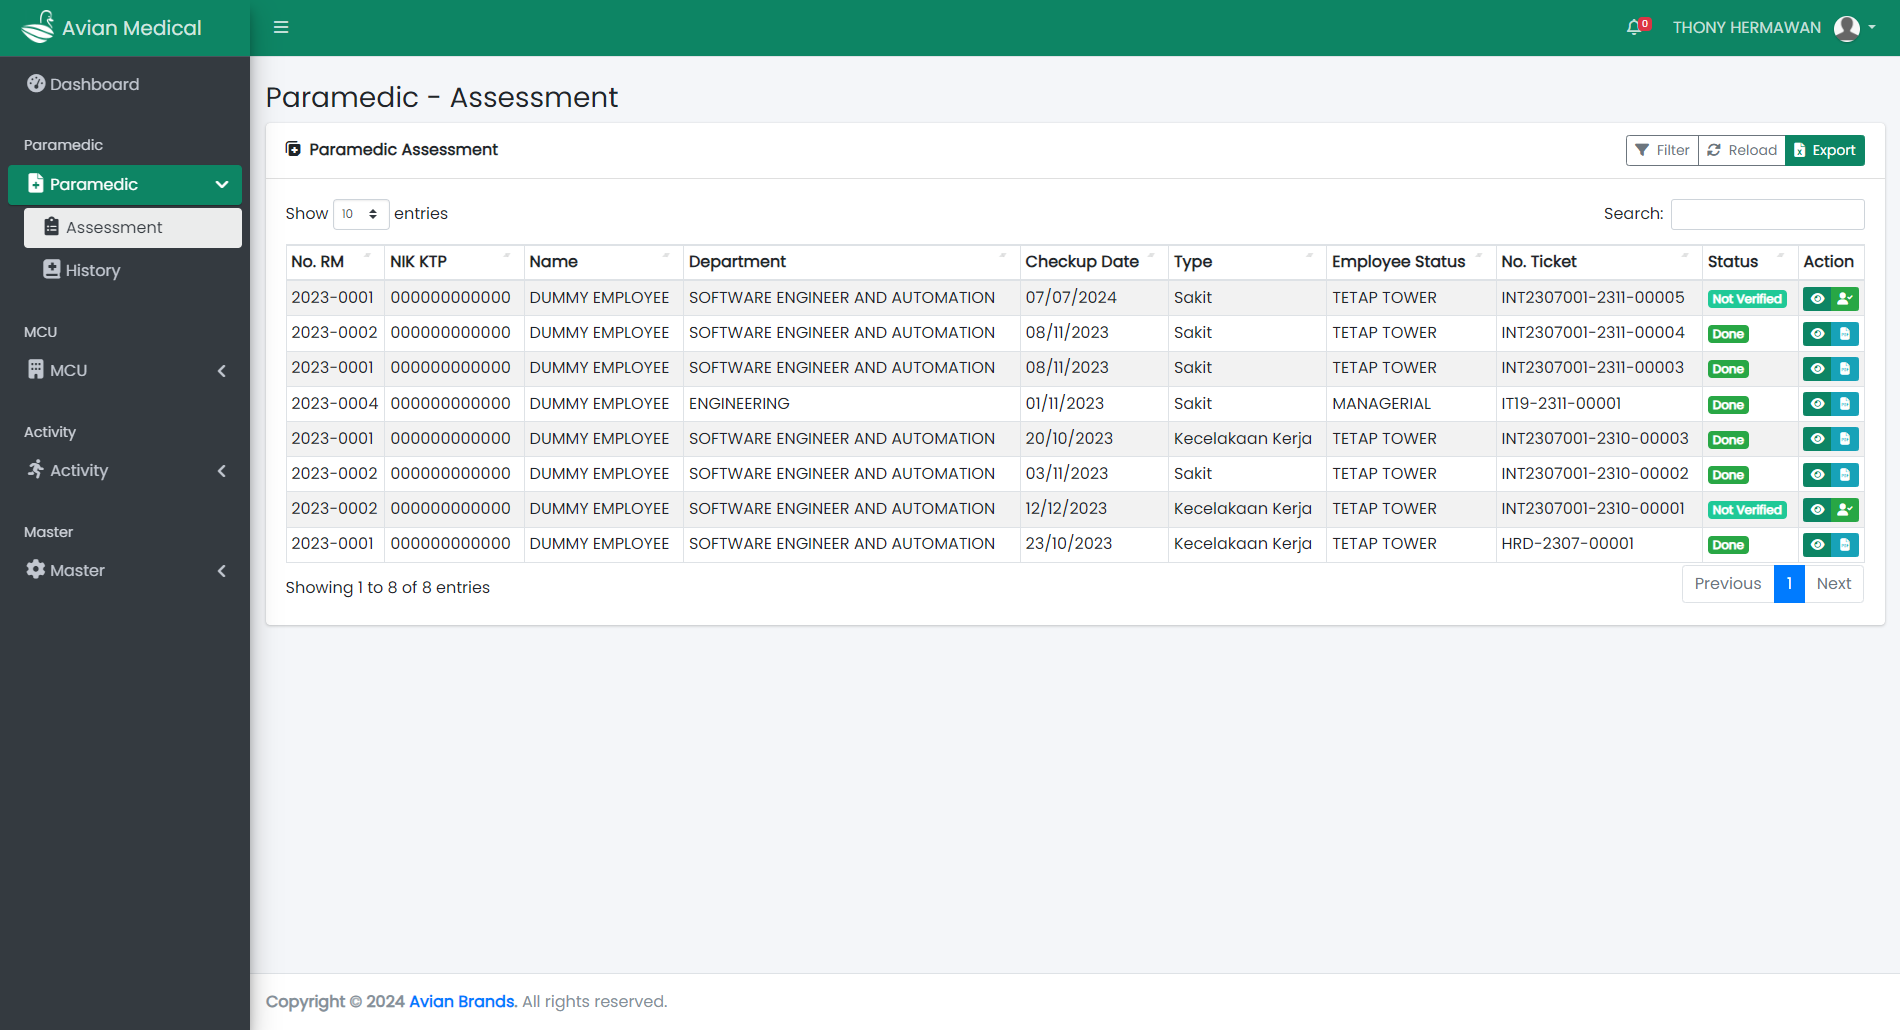 Avian Medical
0
THONY HERMAWAN
Dashboard
Paramedic
Paramedic
Assessment
History
MCU
MCU
Activity
Activity
Master
Master
Paramedic - Assessment
Paramedic Assessment
Filter Reload Export
Show 10 entries
Search:
No. RM NIK KTP Name Department Checkup Date Type Employee Status No. Ticket Status Action
2023-0001 000000000000 DUMMY EMPLOYEE SOFTWARE ENGINEER AND AUTOMATION 07/07/2024 Sakit TETAP TOWER INT2307001-2311-00005 Not Verified
2023-0002 000000000000 DUMMY EMPLOYEE SOFTWARE ENGINEER AND AUTOMATION 08/11/2023 Sakit TETAP TOWER INT2307001-2311-00004 Done
2023-0001 000000000000 DUMMY EMPLOYEE SOFTWARE ENGINEER AND AUTOMATION 08/11/2023 Sakit TETAP TOWER INT2307001-2311-00003 Done
2023-0004 000000000000 DUMMY EMPLOYEE ENGINEERING 01/11/2023 Sakit MANAGERIAL IT19-2311-00001 Done
2023-0001 000000000000 DUMMY EMPLOYEE SOFTWARE ENGINEER AND AUTOMATION 20/10/2023 Kecelakaan Kerja TETAP TOWER INT2307001-2310-00003 Done
2023-0002 000000000000 DUMMY EMPLOYEE SOFTWARE ENGINEER AND AUTOMATION 03/11/2023 Sakit TETAP TOWER INT2307001-2310-00002 Done
2023-0002 000000000000 DUMMY EMPLOYEE SOFTWARE ENGINEER AND AUTOMATION 12/12/2023 Kecelakaan Kerja TETAP TOWER INT2307001-2310-00001 Not Verified
2023-0001 000000000000 DUMMY EMPLOYEE SOFTWARE ENGINEER AND AUTOMATION 23/10/2023 Kecelakaan Kerja TETAP TOWER HRD-2307-00001 Done
Showing 1 to 8 of 8 entries
Previous 1 Next
Copyright © 2024 Avian Brands. All rights reserved.